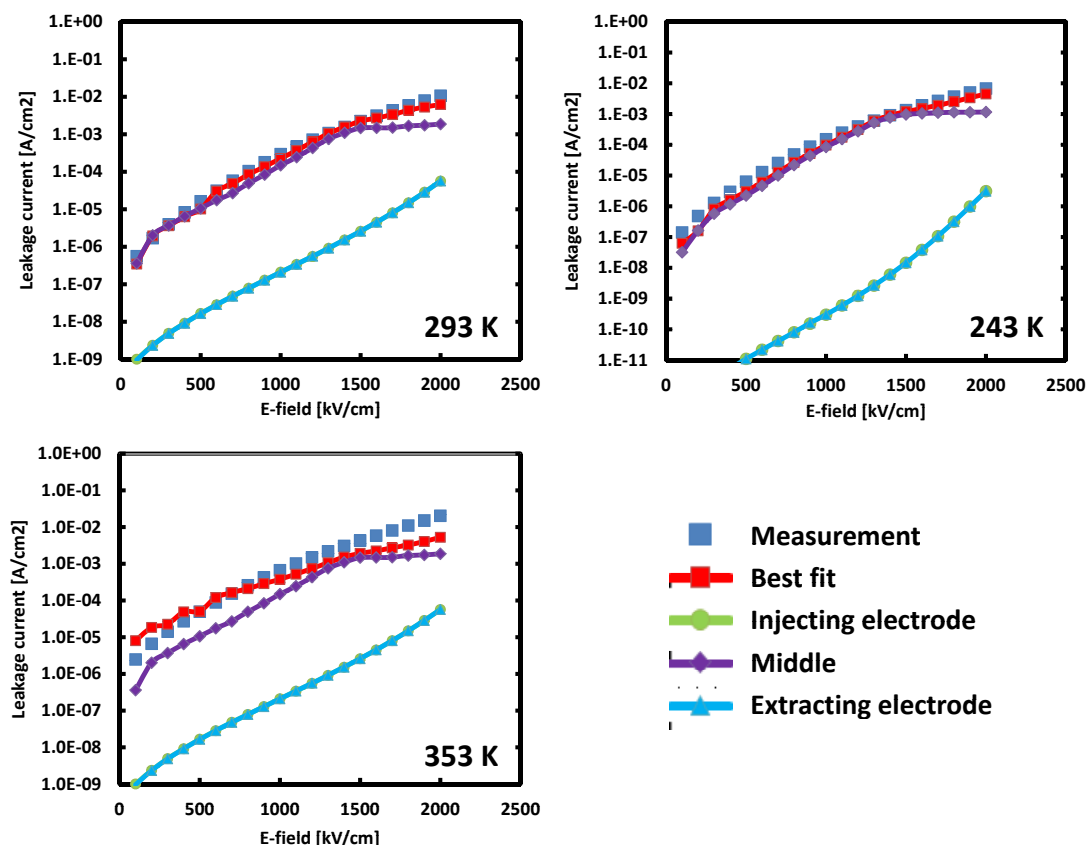 1.E+00
1.E-01
1.E-02
1.E-03
1.E-04
1.E-05
1.E-06
1.E-07
1.E-08
1.E-09
Leakage current [A/cm2]
293 K
0 500 1000 1500 2000 2500
E-field [kV/cm]
1.E+00
1.E-01
1.E-02
1.E-03
1.E-04
1.E-05
1.E-06
1.E-07
1.E-08
1.E-09
1.E-10
1.E-11
Leakage current [A/cm2]
243 K
0 500 1000 1500 2000 2500
E-field [kV/cm]
1.0E+00
1.0E-01
1.0E-02
1.0E-03
1.0E-04
1.0E-05
1.0E-06
1.0E-07
1.0E-08
1.0E-09
Leakage current [A/cm2]
353 K
0 500 1000 1500 2000 2500
E-field [kV/cm]
Measurement
Best fit
Injecting electrode
Middle
Extracting electrode